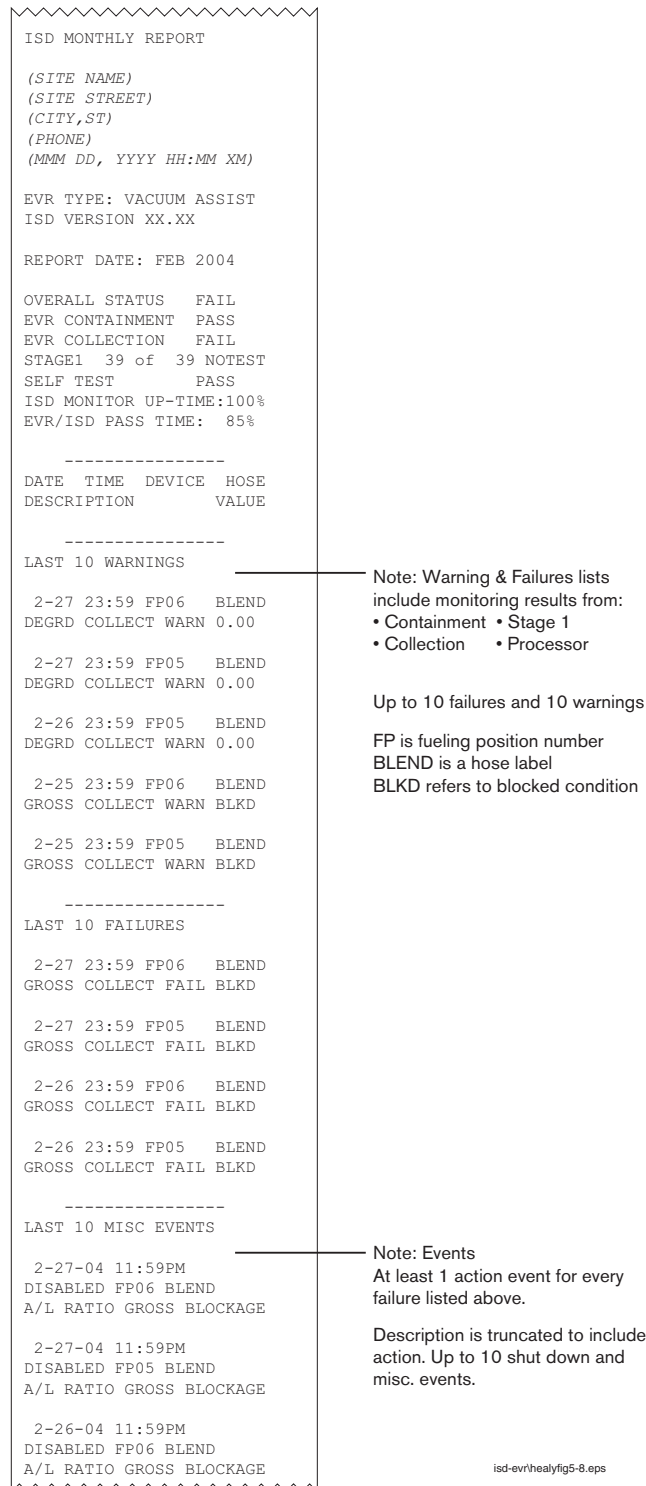 ISD MONTHLY REPORT
(SITE NAME)
(SITE STREET)
(CITY,ST)
(PHONE)
(MMM DD, YYYY HH:MM XM)
EVR TYPE: VACUUM ASSIST
ISD VERSION XX.XX
REPORT DATE: FEB 2004
OVERALL STATUS FAIL
EVR CONTAINMENT PASS
EVR COLLECTION FAIL
STAGE1 39 of 39 NOTEST
SELF TEST PASS
ISD MONITOR UP-TIME:100%
EVR/ISD PASS TIME: 85%
----------------
DATE TIME DEVICE HOSE
DESCRIPTION VALUE
----------------
LAST 10 WARNINGS
2-27 23:59 FP06 BLEND
DEGRD COLLECT WARN 0.00
2-27 23:59 FP05 BLEND
DEGRD COLLECT WARN 0.00
2-26 23:59 FP05 BLEND
DEGRD COLLECT WARN 0.00
2-25 23:59 FP06 BLEND
GROSS COLLECT WARN BLKD
2-25 23:59 FP05 BLEND
GROSS COLLECT WARN BLKD
----------------
LAST 10 FAILURES
2-27 23:59 FP06 BLEND
GROSS COLLECT FAIL BLKD
2-27 23:59 FP05 BLEND
GROSS COLLECT FAIL BLKD
2-26 23:59 FP06 BLEND
GROSS COLLECT FAIL BLKD
2-26 23:59 FP05 BLEND
GROSS COLLECT FAIL BLKD
----------------
LAST 10 MISC EVENTS
2-27-04 11:59PM
DISABLED FP06 BLEND
A/L RATIO GROSS BLOCKAGE
2-27-04 11:59PM
DISABLED FP05 BLEND
A/L RATIO GROSS BLOCKAGE
2-26-04 11:59PM
DISABLED FP06 BLEND
A/L RATIO GROSS BLOCKAGE
Note: Warning & Failures lists
include monitoring results from:
• Containment • Stage 1
• Collection • Processor
Up to 10 failures and 10 warnings
FP is fueling position number
BLEND is a hose label
BLKD refers to blocked condition
Note: Events
At least 1 action event for every
failure listed above.
Description is truncated to include
action. Up to 10 shut down and
misc. events.
isd-evr\healyfig5-8.eps